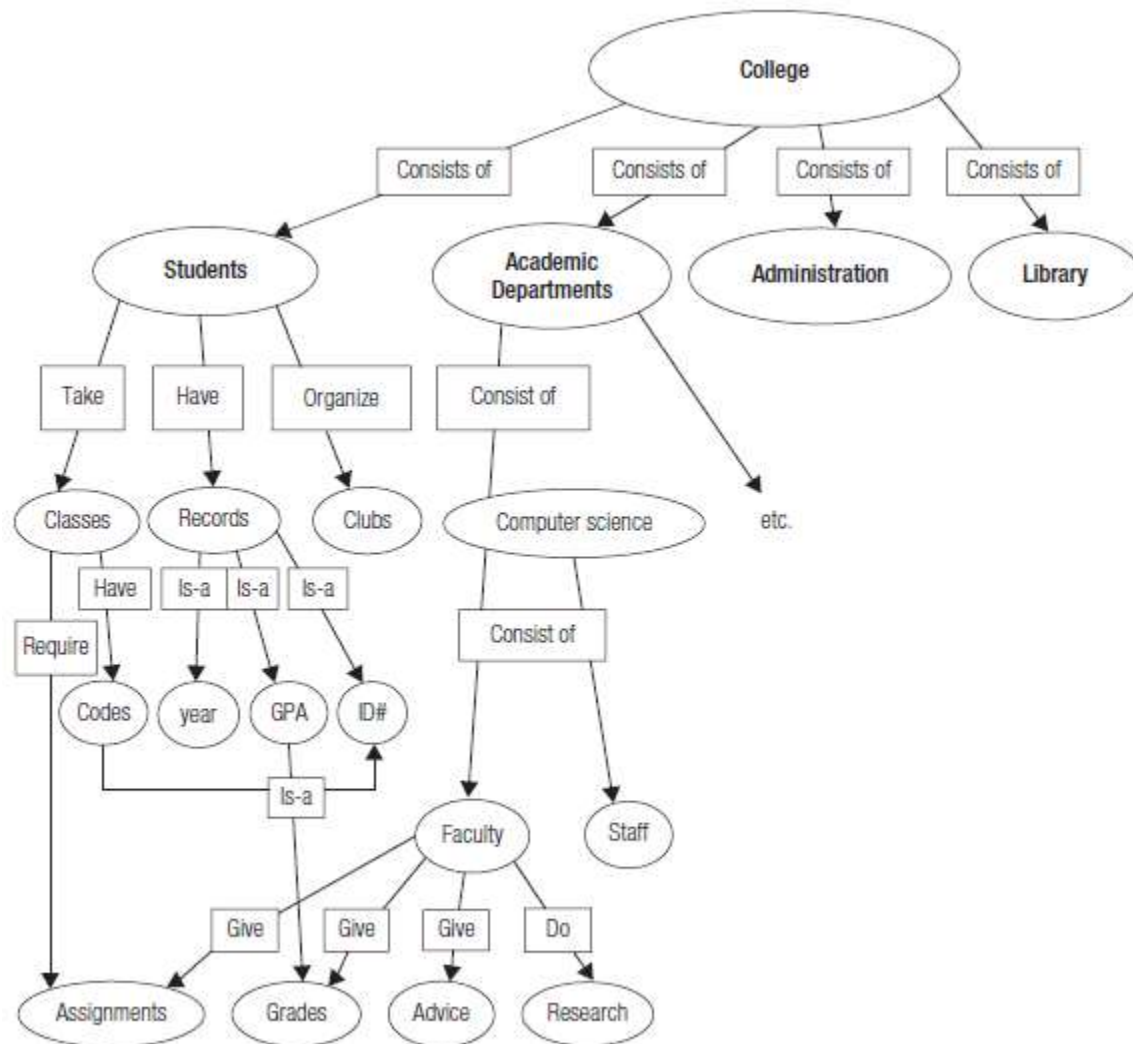 College
Consists of
Consists of
Consists of
Consists of
Students
Academic
Departments
Administration
Library
Take
Have
Organize
Consist of
Classes
Records
Clubs
Computer science
etc.
Have
Is-a
Is-a
Is-a
Require
Consist of
Codes
year
GPA
ID#
Is-a
Faculty
Staff
Give
Give
Give
Do
Assignments
Grades
Advice
Research